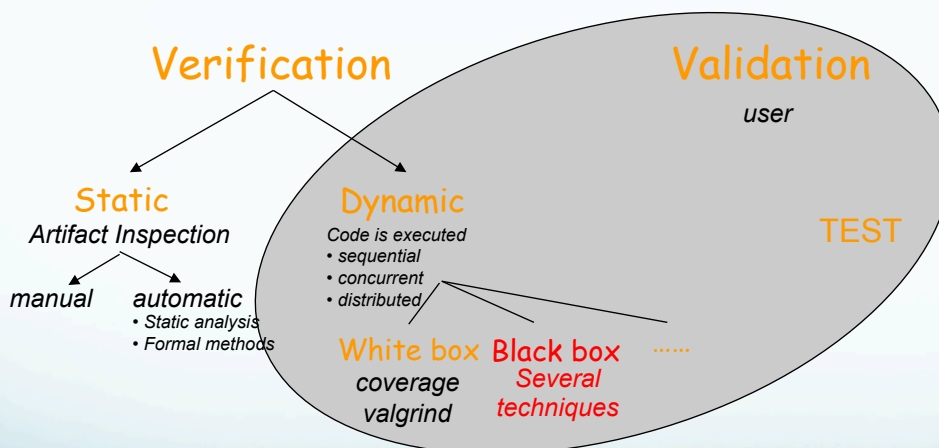 Verification
Validation
user
Static
Artifact Inspection
manual
automatic
• Static analysis
• Formal methods
Dynamic
Code is executed
• sequential
• concurrent
• distributed
TEST
White box
coverage
valgrind
Black box
Several
techniques
......